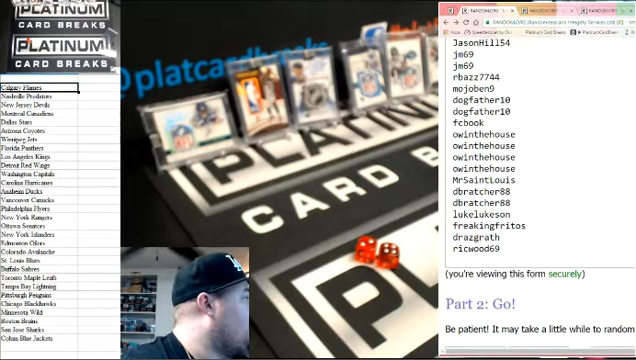 PLATINUM
CARD BREAKS
PLATINUM
CARD BREAKS
Calgary Flames
Nashville Predators
New Jersey Devils
Montreal Canadiens
Dallas Stars
Arizona Coyotes
Winnipeg Jets
Florida Panthers
Los Angeles Kings
Detroit Red Wings
Washington Capitals
Carolina Hurricanes
Anaheim Ducks
Vancouver Canucks
Philadelphia Flyers
New York Rangers
Ottawa Senators
New York Islanders
Edmonton Oilers
Colorado Avalanche
St. Louis Blues
Buffalo Sabres
Toronto Maple Leafs
Tampa Bay Lightning
Pittsburgh Penguins
Chicago Blackhawks
Minnesota Wild
Boston Bruins
San Jose Sharks
@platcardbreaks
PLATINUM
CARD B
PLATI
JasonHill54
jm69
jm69
rbazz7744
mojoben9
dogfather10
dogfather10
fcbook
owinthehouse
owinthehouse
owinthehouse
owinthehouse
MrSaintLouis
dbratcher88
dbratcher88
lukelukeson
freakingfritos
drazgrath
ricwood69
(you're viewing this form securely)
Part 2: Go!
Be patient! It may take a little while to random